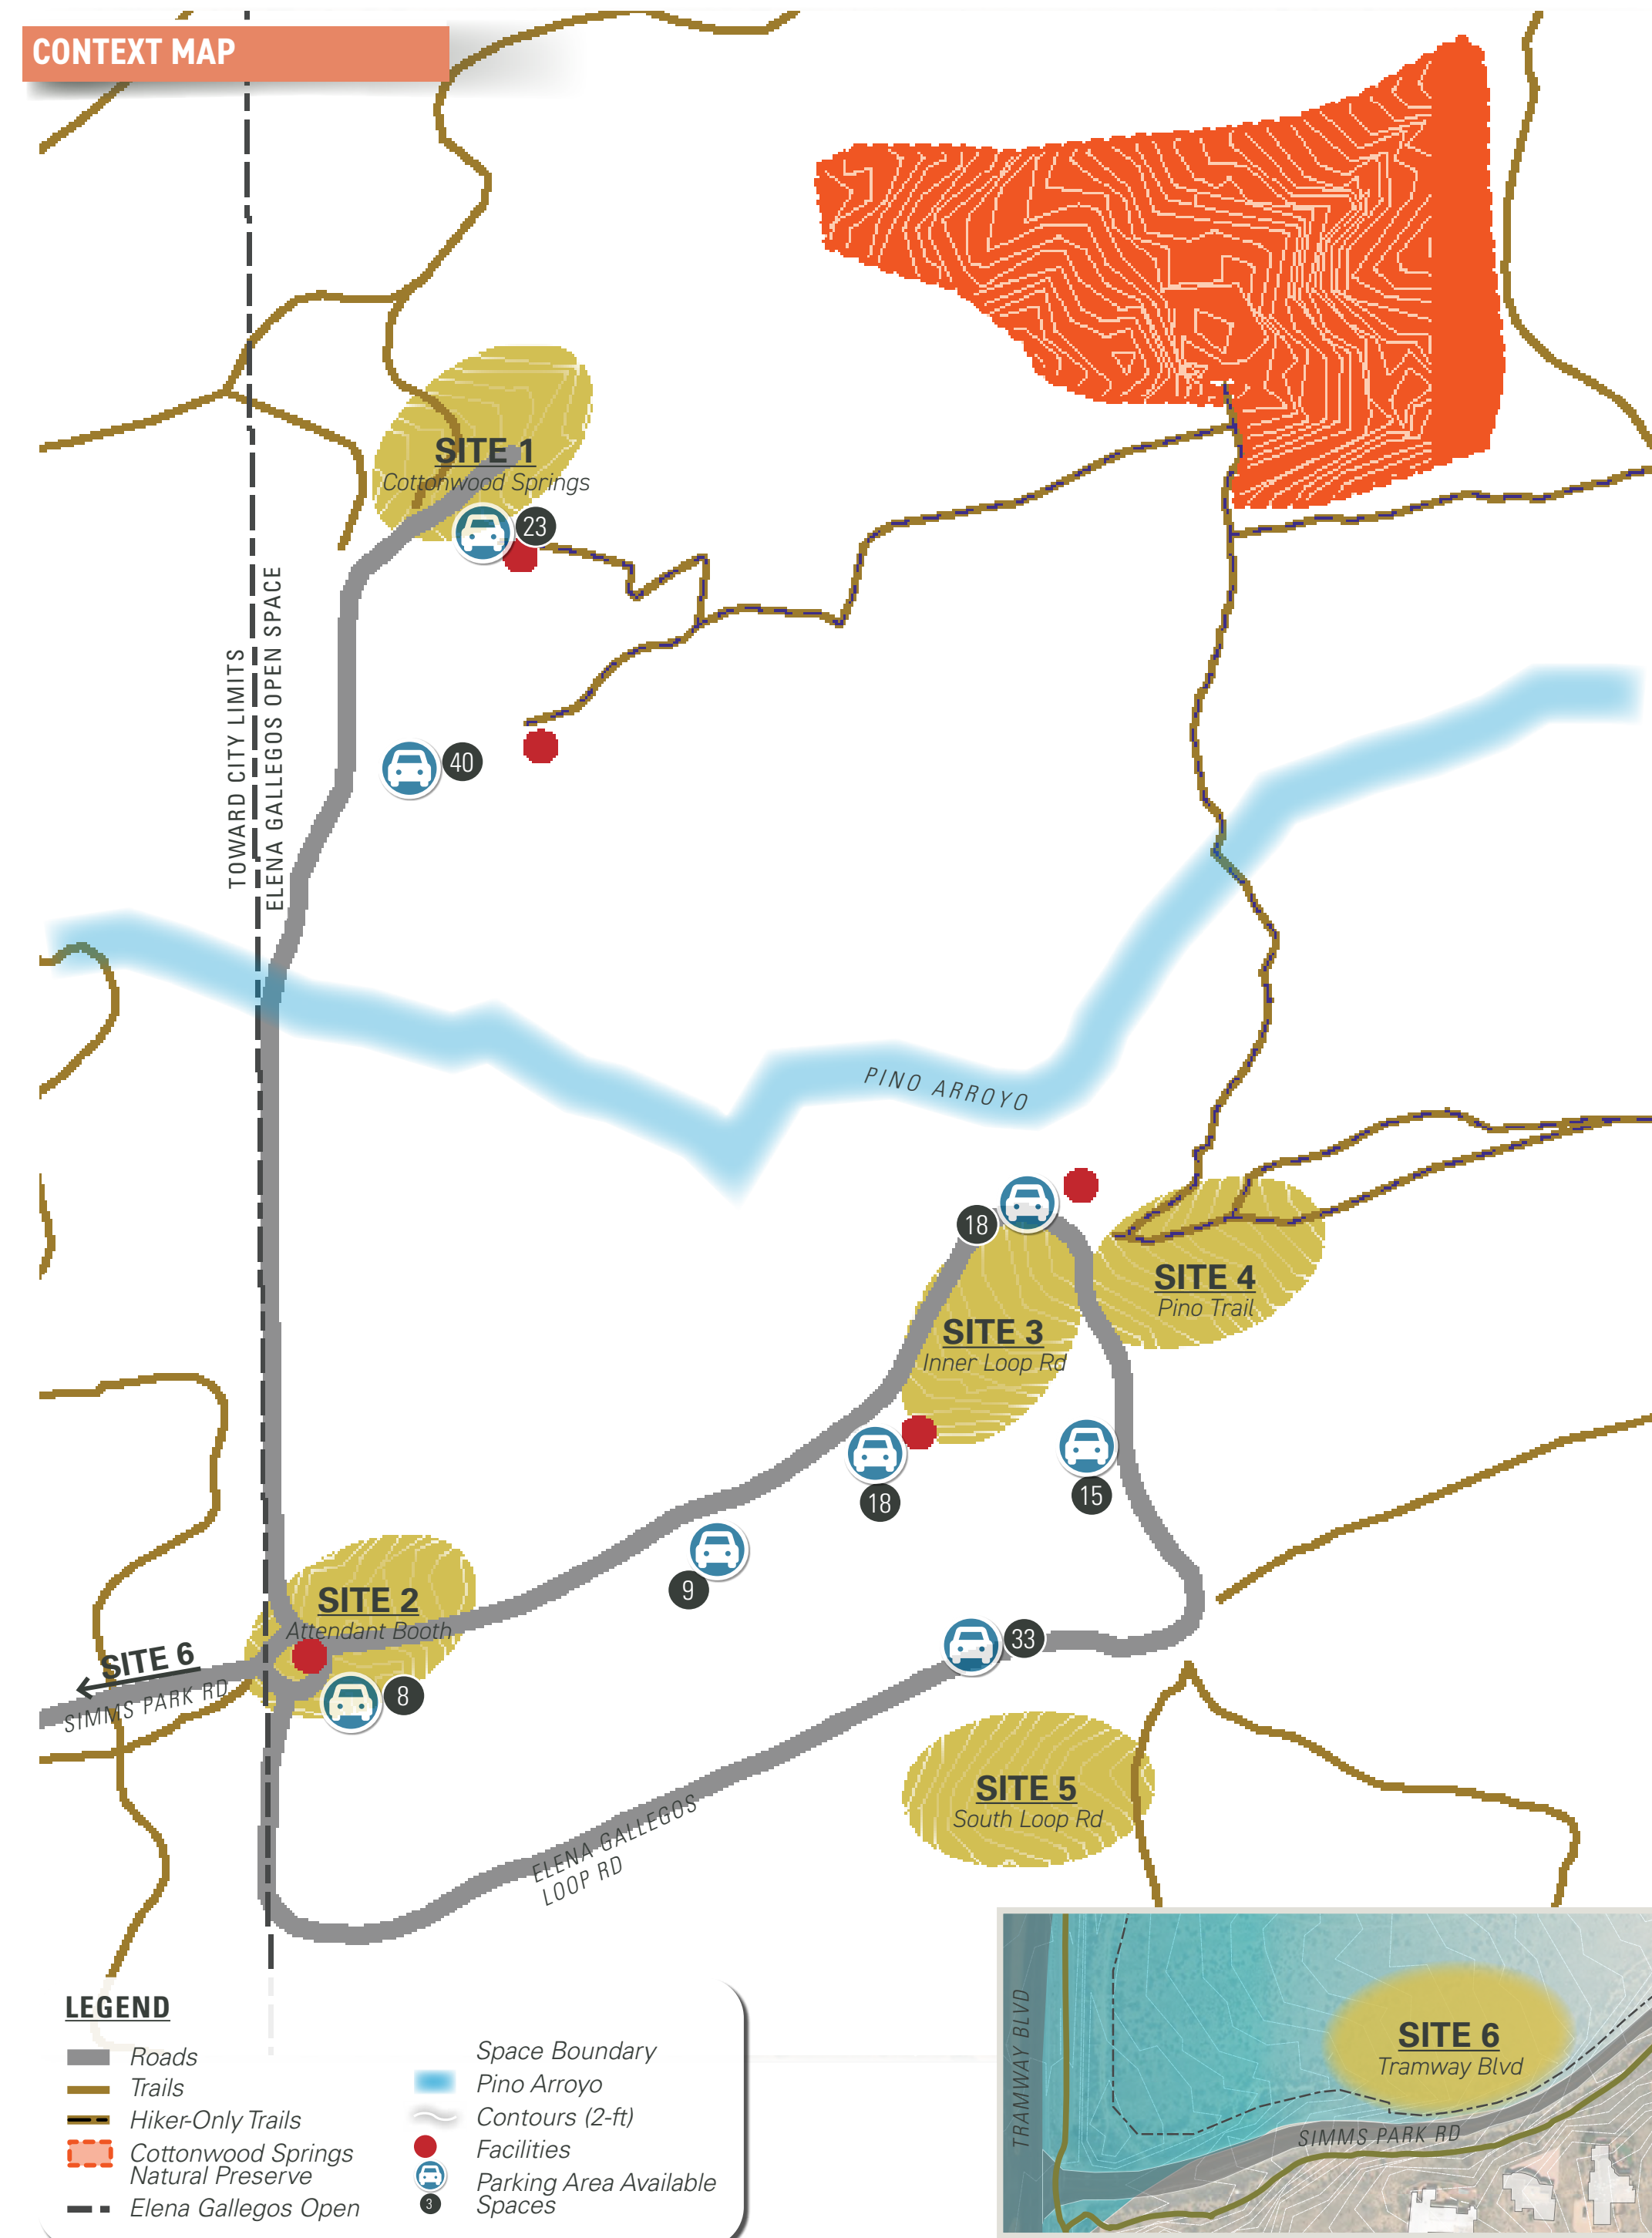 CONTEXT MAP
SITE 1
Cottonwood Springs
23
TOWARD CITY LIMITS
ELENA GALLEGOS OPEN SPACE
40
PINO ARROYO
18
SITE 4
Pino Trail
SITE 3
Inner Loop Rd
18
15
9
SITE 2
Attendant Booth
SITE 6
SIMMS PARK RD
8
33
SITE 5
South Loop Rd
ELENA GALLEGOS
LOOP RD
TRAMWAY BLVD
SITE 6
Tramway Blvd
SIMMS PARK RD
LEGEND
Roads
Trails
Hiker-Only Trails
Cottonwood Springs
Natural Preserve
Elena Gallegos Open
Space Boundary
Pino Arroyo
Contours (2-ft)
Facilities
Parking Area Available
3
Spaces